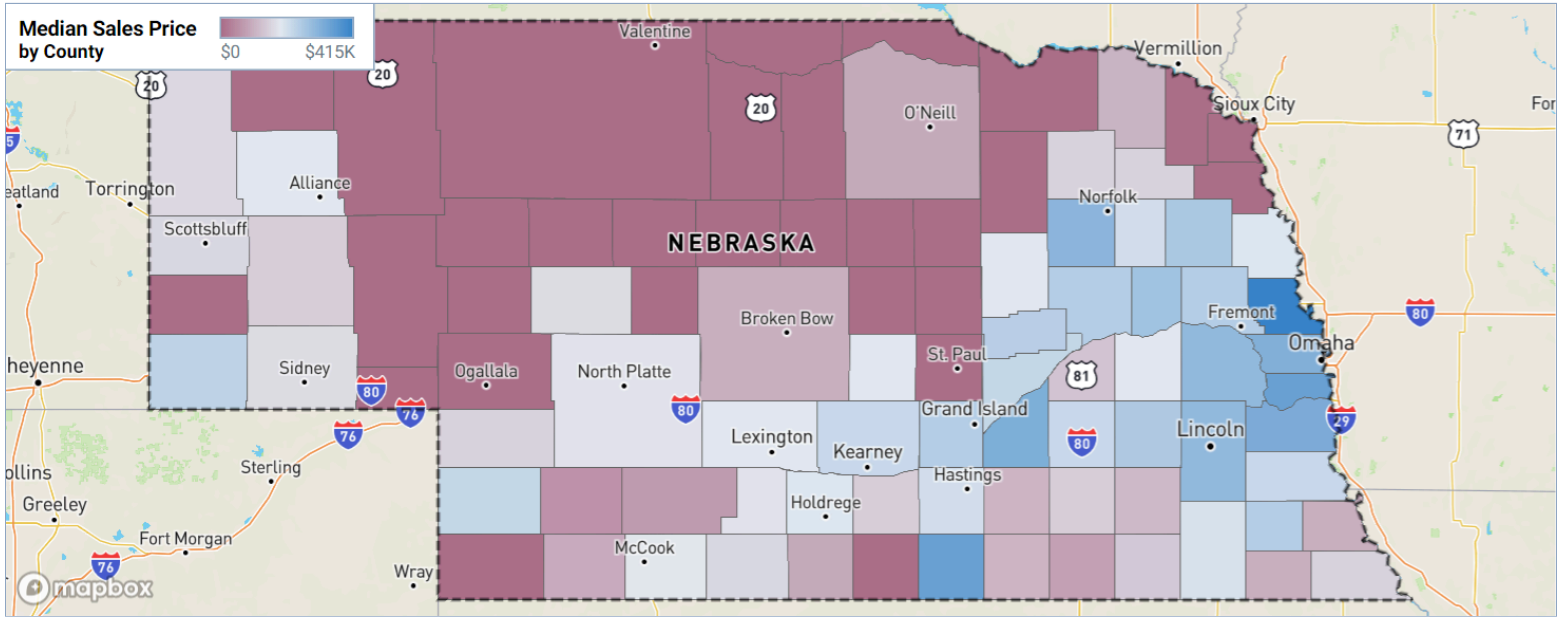 Median Sales Price
by County
$0
$415K
Valentine
Vermillion
20
20
20
O'Neill
Sioux City
For
71
5
eatland
Torrington
Alliance
Norfolk
Scottsbluff
NEBRASKA
Broken Bow
Fremont
80
Omaha
heyenne
Sidney
80
Ogallala
North Platte
St. Paul
81
76
76
80
Grand Island
29
Lexington
Kearney
80
Lincoln
ollins
Sterling
Hastings
Greeley
Holdrege
Fort Morgan
McCook
76
Wray
mapbox